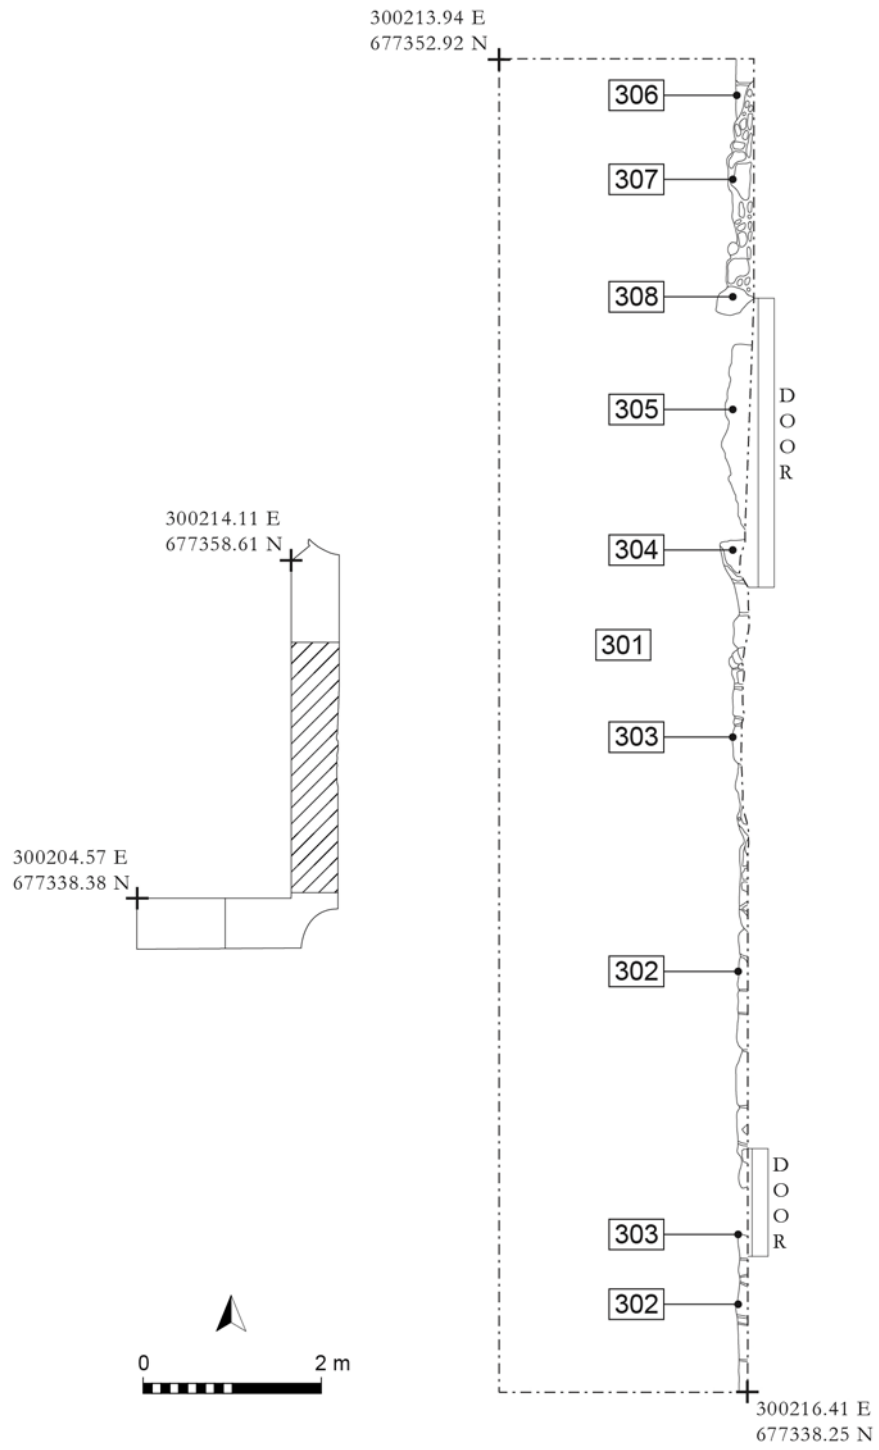 300213.94 E
677352.92 N
306
307
308
305
D
O
O
R
304
300214.11 E
677358.61 N
301
303
300204.57 E
677338.38 N
302
D
O
O
R
303
302
0 2 m
300216.41 E
677338.25 N